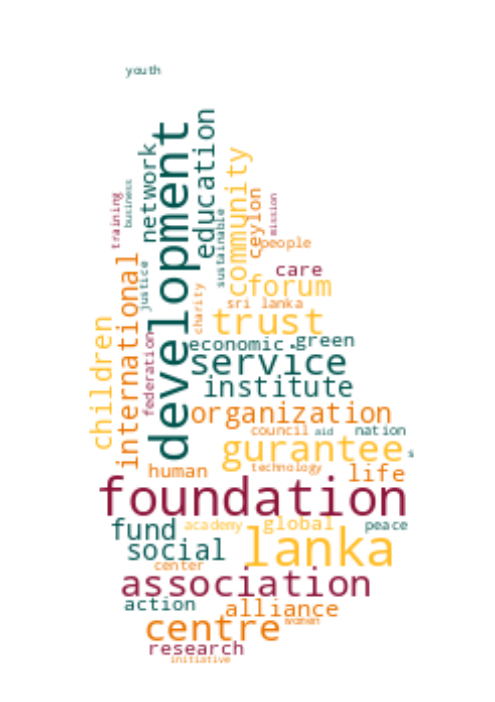 youth
development
education
network
community
training
business
sustainable
ceylon
mission
people
care
international
justice
forum
charity
sri lanka
trust
children
federation
economic
green
service
institute
organization
council
aid
nation
gurantee
s
human
technology
life
foundation
fund
academy
global
peace
social
lanka
center
association
action
alliance
centre
women
research
initiative